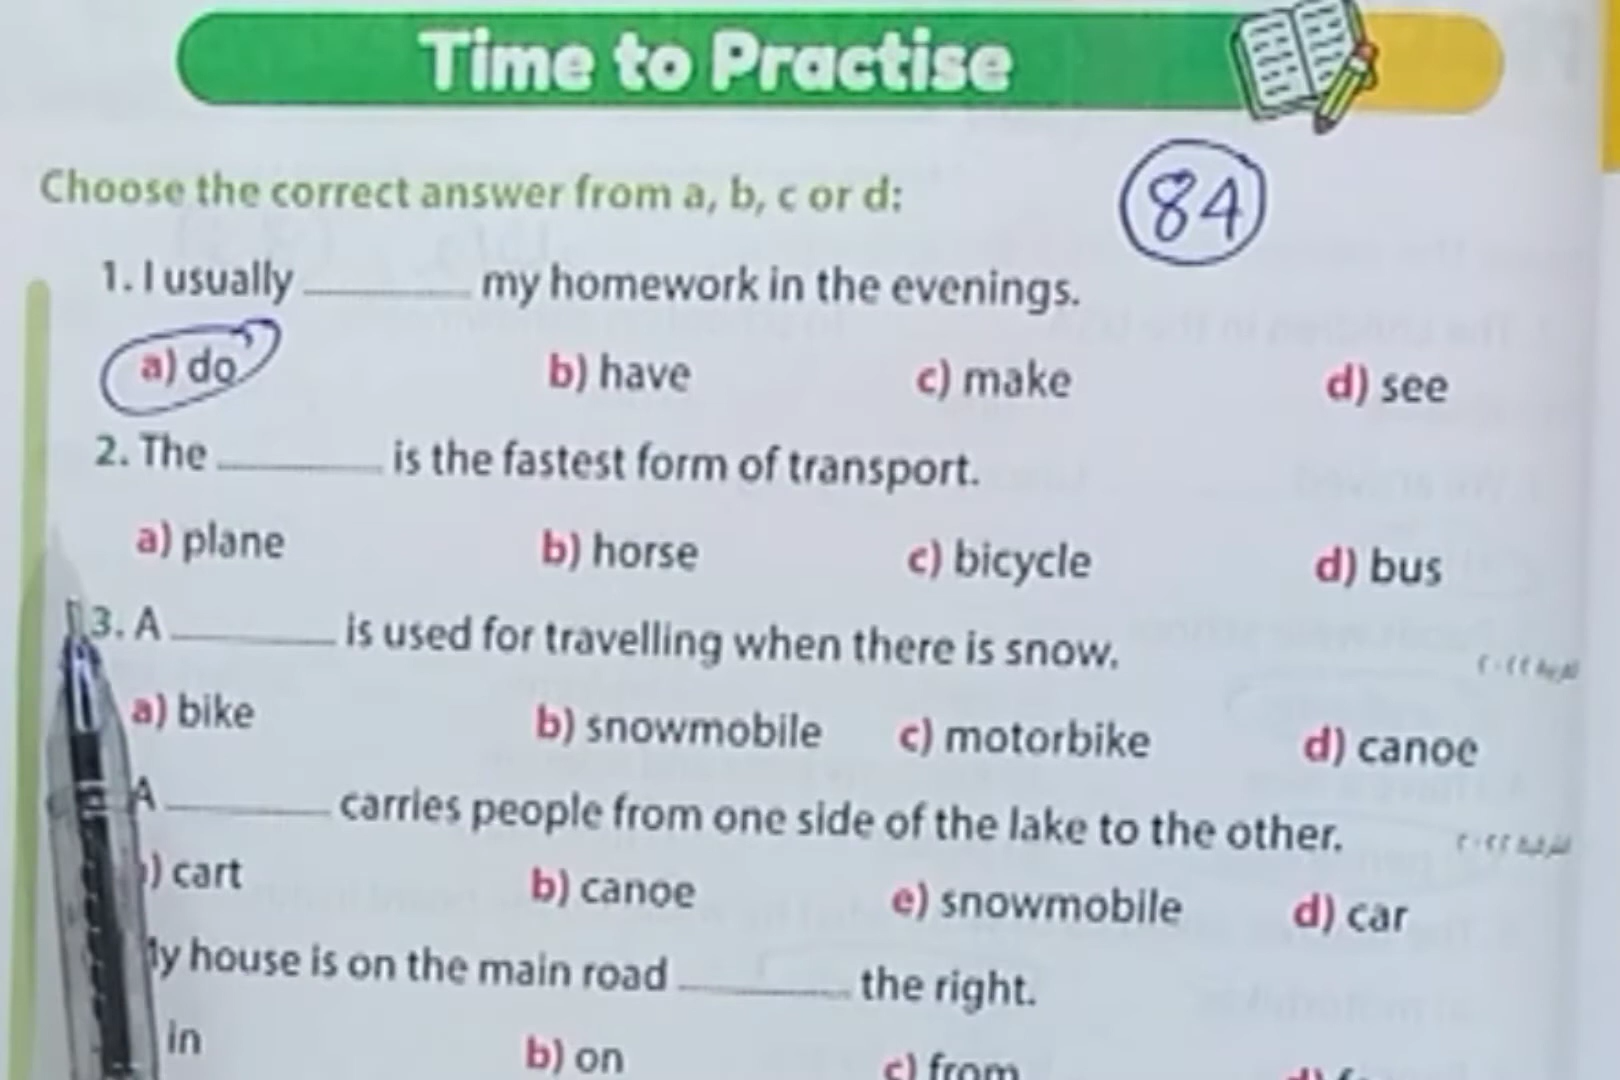 Time to Practise
Choose the correct answer from a, b, c or d:
84
1. I usually ________ my homework in the evenings.
a) do b) have c) make d) see
2. The ________ is the fastest form of transport.
a) plane b) horse c) bicycle d) bus
3. A ________ is used for travelling when there is snow.
a) bike b) snowmobile c) motorbike d) canoe
A ________ carries people from one side of the lake to the other.
) cart b) canoe e) snowmobile d) car
house is on the main road ________ the right.
in b) on c) from